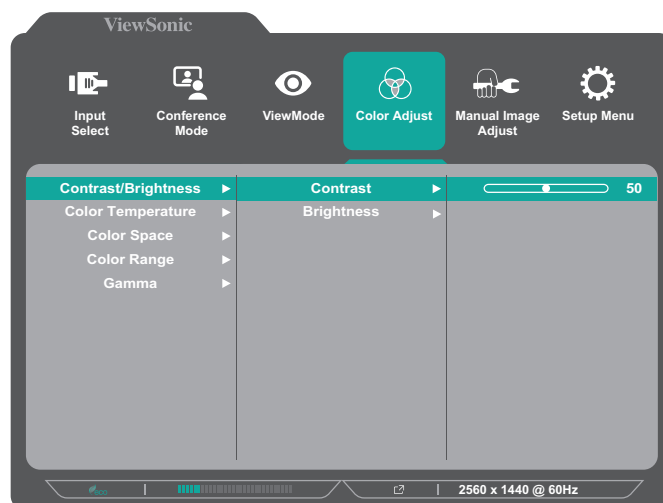 ViewSonic
Input Select
Conference Mode
ViewMode
Color Adjust
Manual Image Adjust
Setup Menu
Contrast/Brightness
Contrast
50
Color Temperature
Brightness
Color Space
Color Range
Gamma
eco
2560 x 1440 @ 60Hz